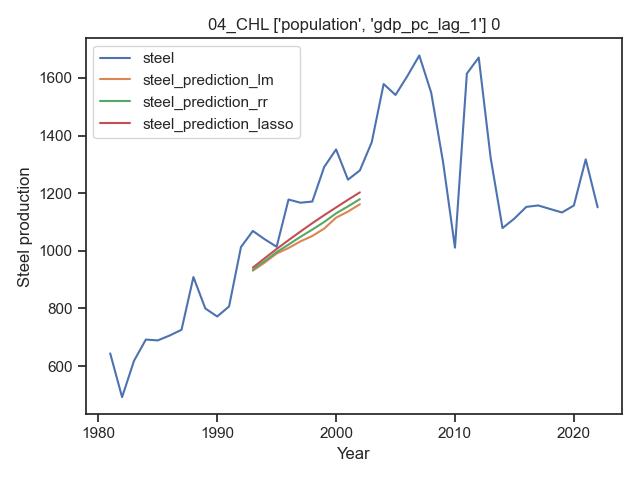 04_CHL ['population', 'gdp_pc_lag_1'] 0
steel
steel_prediction_lm
steel_prediction_rr
steel_prediction_lasso
Steel production
1600
1400
1200
1000
800
600
1980
1990
2000
2010
2020
Year